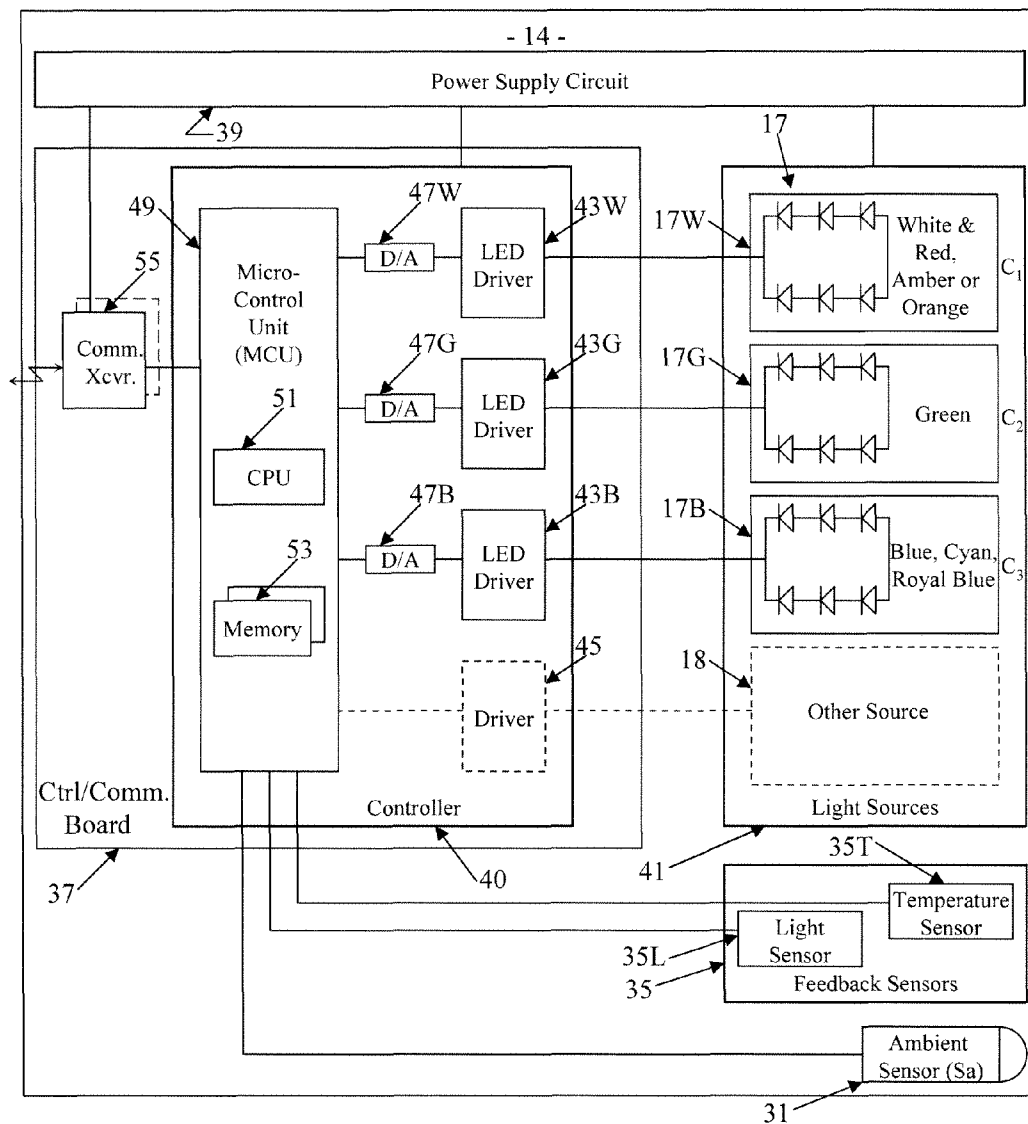 - 14 -
Power Supply Circuit
39
17
49
47W
43W
17W
D/A
LED
Driver
White &
Red,
Amber or
Orange
C1
55
Micro-
Control
Unit
(MCU)
Comm.
Xcvr.
47G
43G
17G
D/A
LED
Driver
Green
C2
51
CPU
47B
43B
17B
D/A
LED
Driver
Blue, Cyan,
Royal Blue
C3
53
Memory
45
18
Driver
Other Source
Ctrl/Comm.
Board
Controller
Light Sources
37
40
41
35T
Temperature
Sensor
Light
Sensor
35L
35
Feedback Sensors
Ambient
Sensor (Sa)
31